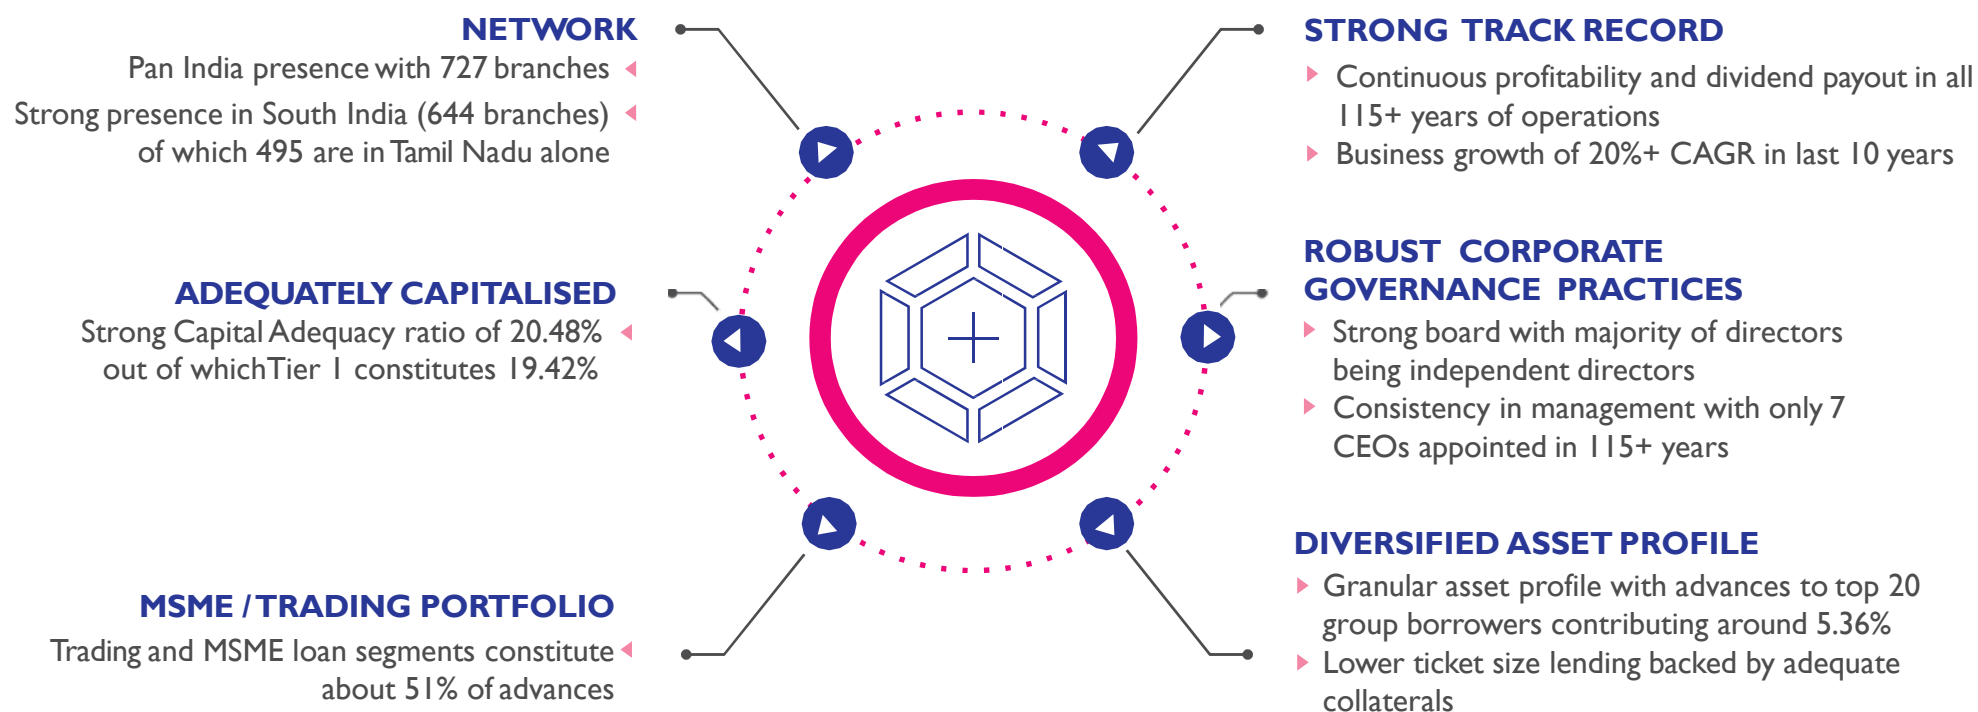 NETWORK
Pan India presence with 727 branches
Strong presence in South India (644 branches)
of which 495 are in Tamil Nadu alone
ADEQUATELY CAPITALISED
Strong Capital Adequacy ratio of 20.48%
out of which Tier 1 constitutes 19.42%
MSME / TRADING PORTFOLIO
Trading and MSME loan segments constitute
about 51% of advances
STRONG TRACK RECORD
Continuous profitability and dividend payout in all
115+ years of operations
Business growth of 20%+ CAGR in last 10 years
ROBUST CORPORATE
GOVERNANCE PRACTICES
Strong board with majority of directors
being independent directors
Consistency in management with only 7
CEOs appointed in 115+ years
DIVERSIFIED ASSET PROFILE
Granular asset profile with advances to top 20
group borrowers contributing around 5.36%
Lower ticket size lending backed by adequate
collaterals